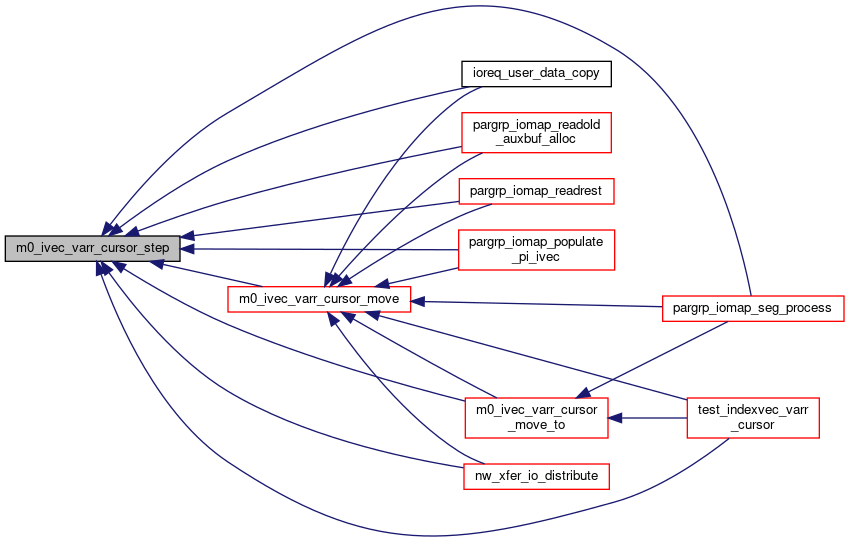 ioreq_user_data_copy
pargrp_iomap_readold
_auxbuf_alloc
pargrp_iomap_readrest
m0_ivec_varr_cursor_step
pargrp_iomap_populate
_pi_ivec
m0_ivec_varr_cursor_move
pargrp_iomap_seg_process
m0_ivec_varr_cursor
_move_to
test_indexvec_varr
_cursor
nw_xfer_io_distribute